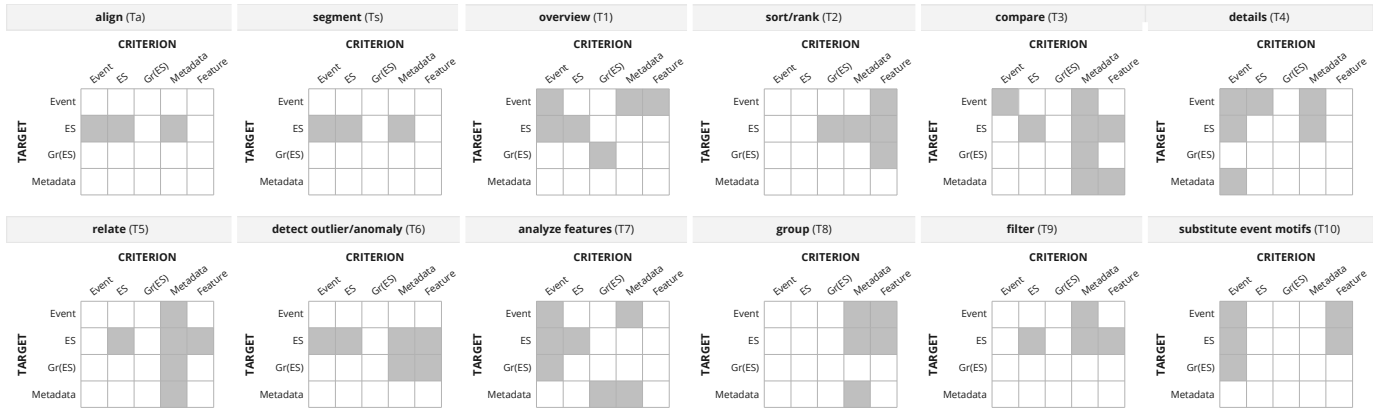 align (Ta)
segment (Ts)
overview (T1)
sort/rank (T2)
compare (T3)
details (T4)
CRITERION
CRITERION
CRITERION
CRITERION
CRITERION
CRITERION
Event ES Gr(ES) Metadata Feature
Event ES Gr(ES) Metadata Feature
Event ES Gr(ES) Metadata Feature
Event ES Gr(ES) Metadata Feature
Event ES Gr(ES) Metadata Feature
Event ES Gr(ES) Metadata Feature
TARGET
Event
ES
Gr(ES)
Metadata
TARGET
Event
ES
Gr(ES)
Metadata
TARGET
Event
ES
Gr(ES)
Metadata
TARGET
Event
ES
Gr(ES)
Metadata
TARGET
Event
ES
Gr(ES)
Metadata
TARGET
Event
ES
Gr(ES)
Metadata
relate (T5)
detect outlier/anomaly (T6)
analyze features (T7)
group (T8)
filter (T9)
substitute event motifs (T10)
CRITERION
CRITERION
CRITERION
CRITERION
CRITERION
CRITERION
Event ES Gr(ES) Metadata Feature
Event ES Gr(ES) Metadata Feature
Event ES Gr(ES) Metadata Feature
Event ES Gr(ES) Metadata Feature
Event ES Gr(ES) Metadata Feature
Event ES Gr(ES) Metadata Feature
TARGET
Event
ES
Gr(ES)
Metadata
TARGET
Event
ES
Gr(ES)
Metadata
TARGET
Event
ES
Gr(ES)
Metadata
TARGET
Event
ES
Gr(ES)
Metadata
TARGET
Event
ES
Gr(ES)
Metadata
TARGET
Event
ES
Gr(ES)
Metadata